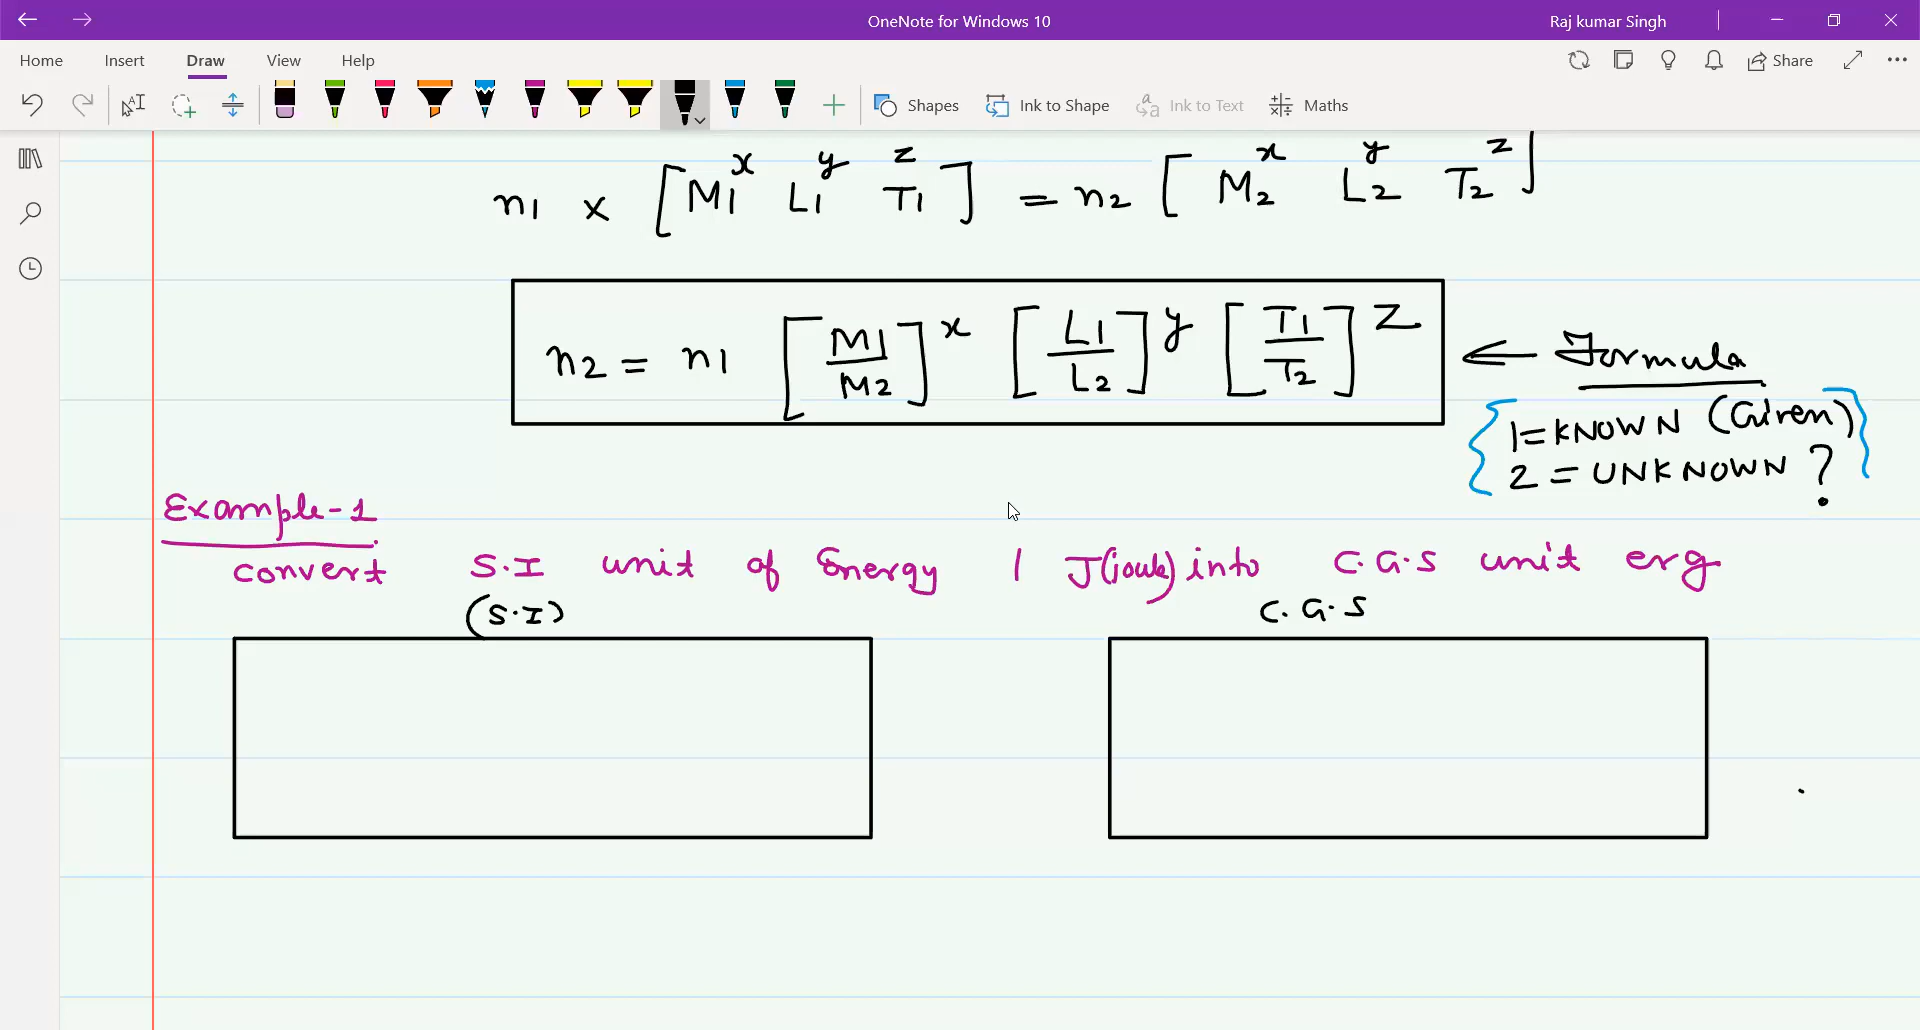 OneNote for Windows 10
Raj kumar Singh
Home Insert Draw View Help
Share
Shapes Ink to Shape Ink to Text Maths
n1 × [M1^x L1^y T1^z] = n2 [M2^x L2^y T2^z]
n2 = n1 [M1/M2]^x [L1/L2]^y [T1/T2]^z ← Formula
{1=KNOWN (Given)
2 = UNKNOWN ?}
Example-1
convert S.I unit of Energy 1 J(joule) into C.G.S unit erg
(S.I) C.G.S